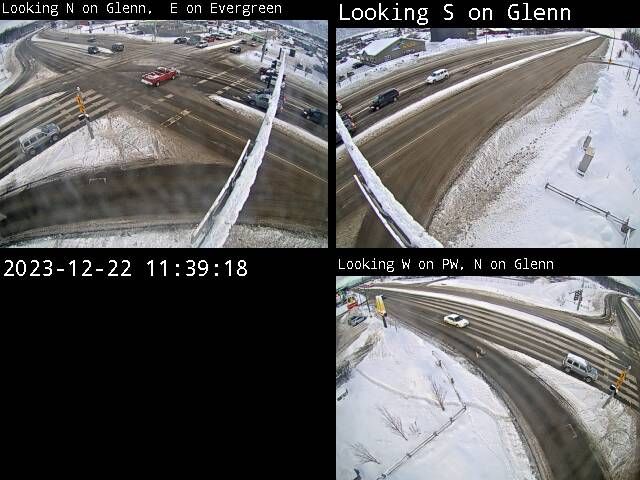 Looking N on Glenn,  E on Evergreen
Looking S on Glenn
2023-12-22 11:39:18
Looking W on PW, N on Glenn